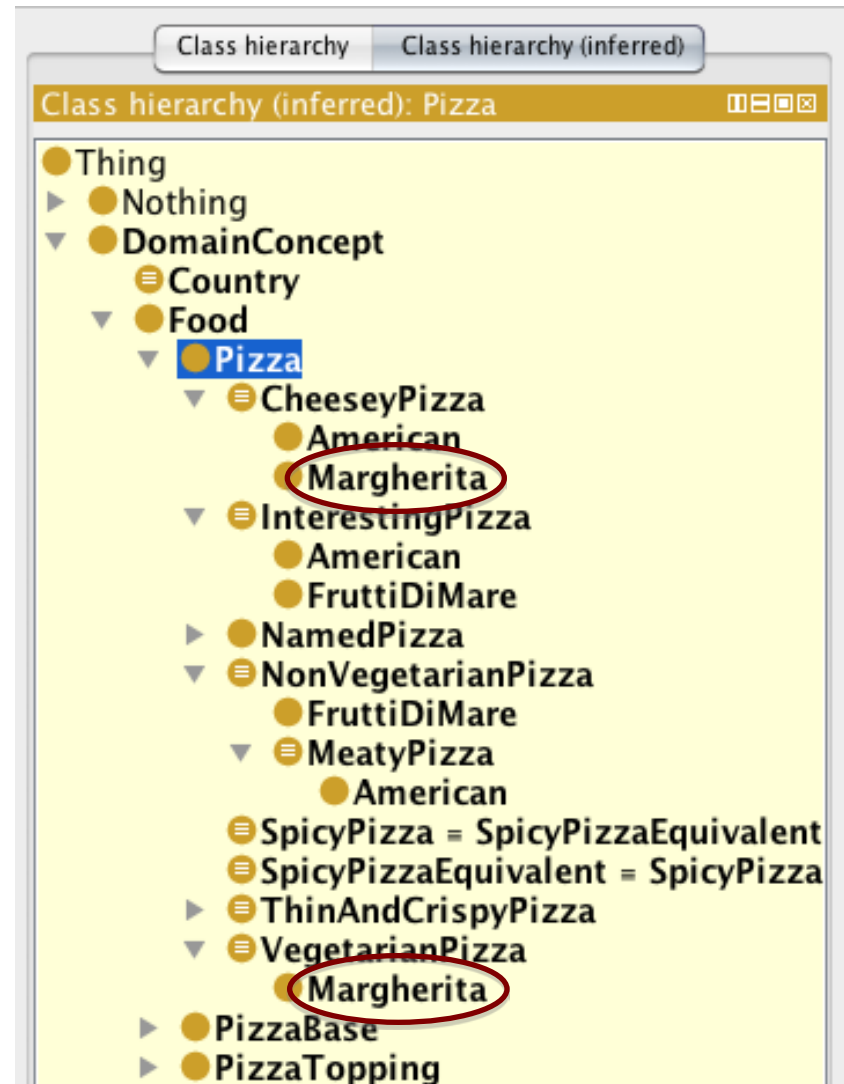 Class hierarchy Class hierarchy (inferred)
Class hierarchy (inferred): Pizza
Thing
Nothing
DomainConcept
Country
Food
Pizza
CheeseyPizza
American
Margherita
InterestingPizza
American
FruttiDiMare
NamedPizza
NonVegetarianPizza
FruttiDiMare
MeatyPizza
American
SpicyPizza ≡ SpicyPizzaEquivalent
SpicyPizzaEquivalent ≡ SpicyPizza
ThinAndCrispyPizza
VegetarianPizza
Margherita
PizzaBase
PizzaTopping